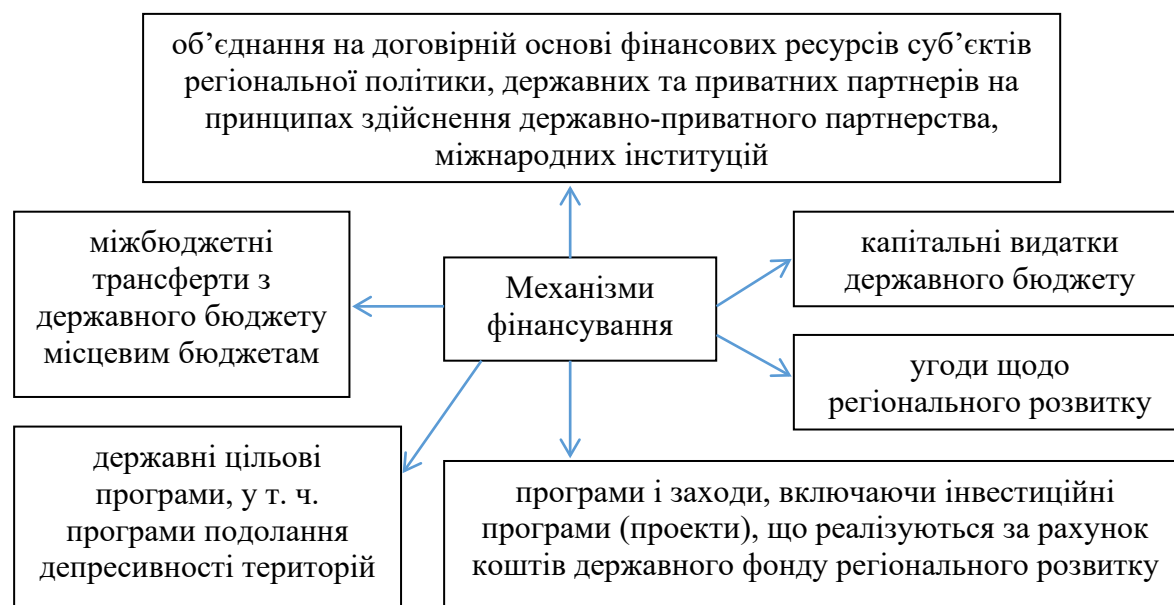 об’єднання на договірній основі фінансових ресурсів суб’єктів
регіональної політики, державних та приватних партнерів на
принципах здійснення державно-приватного партнерства,
міжнародних інституцій
міжбюджетні
трансферти з
державного бюджету
місцевим бюджетам
Механізми
фінансування
капітальні видатки
державного бюджету
угоди щодо
регіонального розвитку
державні цільові
програми, у т. ч.
програми подолання
депресивності територій
програми і заходи, включаючи інвестиційні
програми (проекти), що реалізуються за рахунок
коштів державного фонду регіонального розвитку